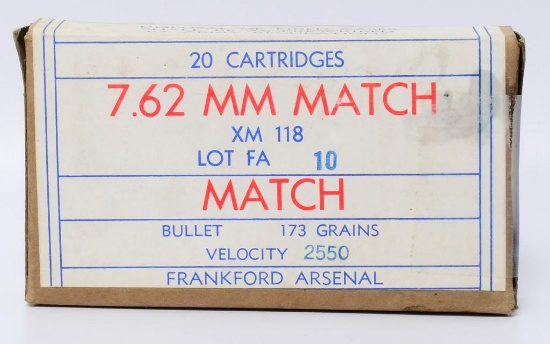 20 CARTRIDGES
7.62 MM MATCH
XM 118
LOT FA 10
MATCH
BULLET 173 GRAINS
VELOCITY 2550
FRANKFORD ARSENAL